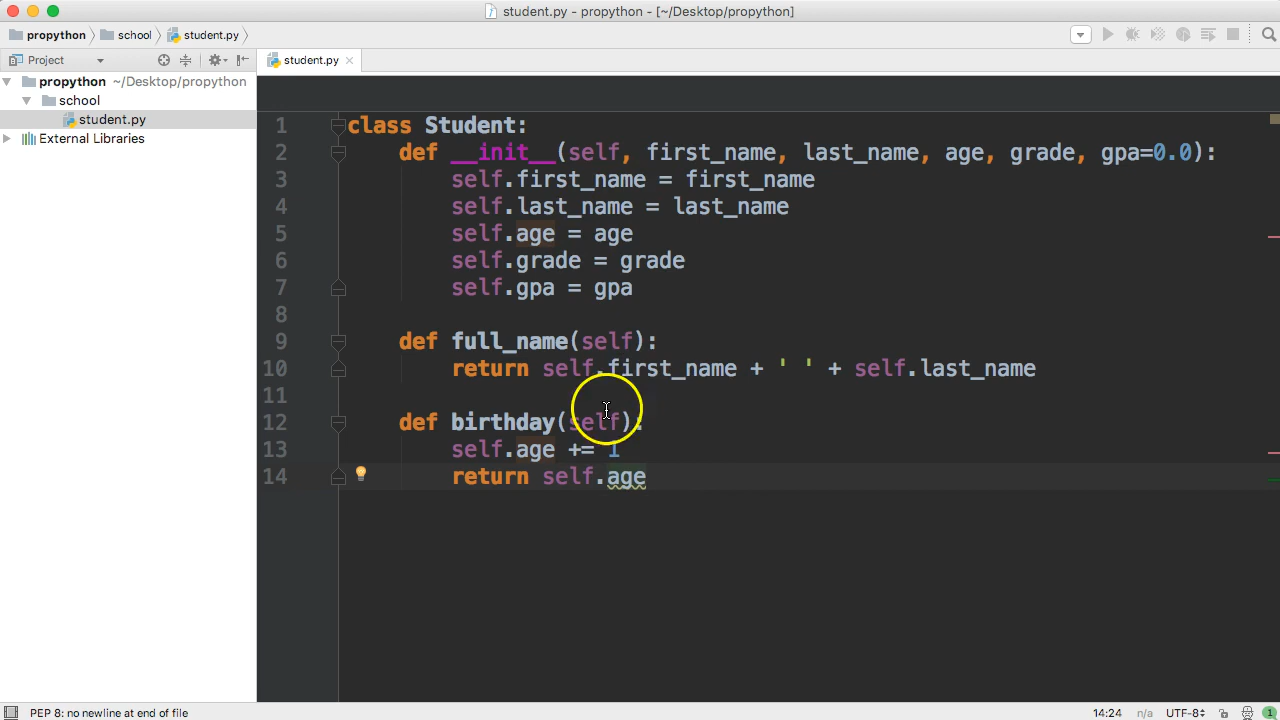 student.py - propython - [~/Desktop/propython]
propython school student.py
Project student.py
propython ~/Desktop/propython
school
student.py
External Libraries
1 class Student:
2 def __init__(self, first_name, last_name, age, grade, gpa=0.0):
3 self.first_name = first_name
4 self.last_name = last_name
5 self.age = age
6 self.grade = grade
7 self.gpa = gpa
8
9 def full_name(self):
10 return self.first_name + ' ' + self.last_name
11
12 def birthday(self):
13 self.age += 1
14 return self.age
PEP 8: no newline at end of file 14:24 n/a UTF-8 1